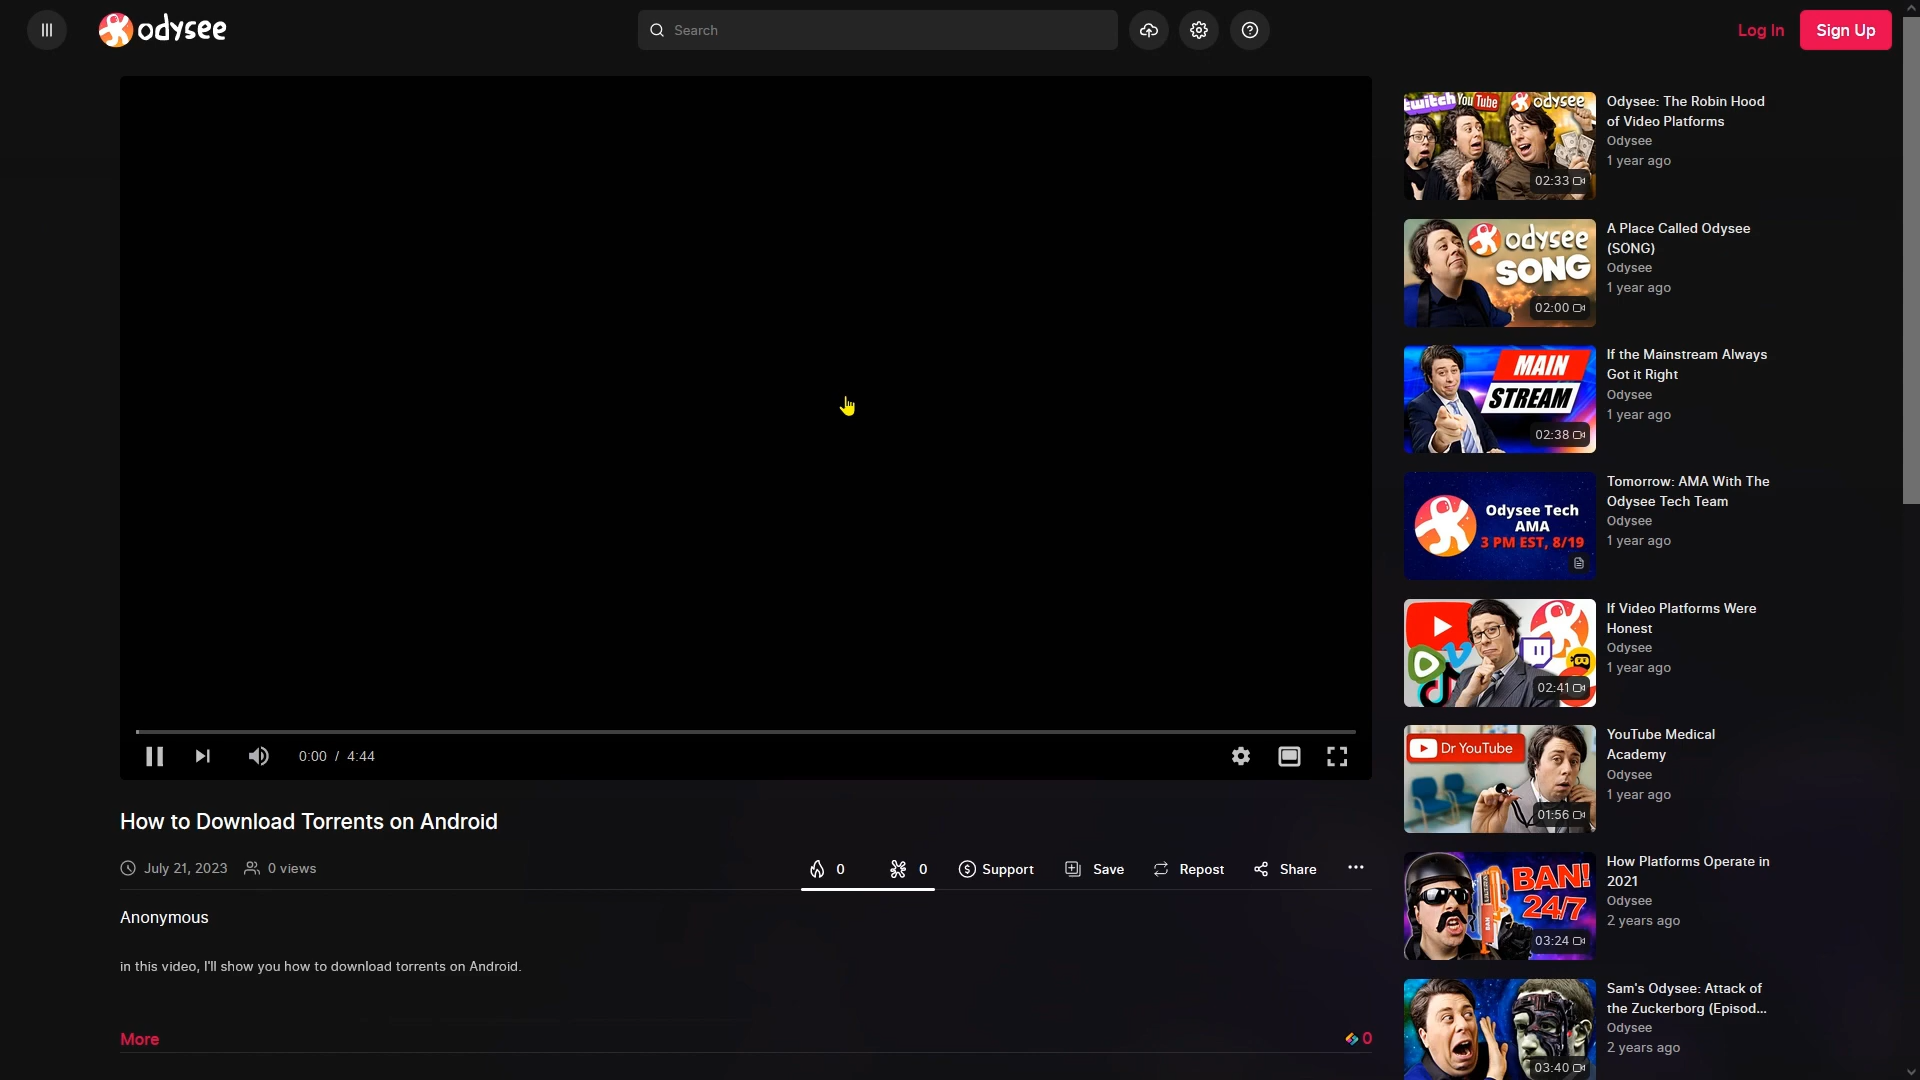 odysee
Search
Log In
Sign Up
0:00 / 4:44
How to Download Torrents on Android
July 21, 2023
0 views
0
0
Support
Save
Repost
Share
Anonymous
in this video, I'll show you how to download torrents on Android.
More
0
twitch YouTube odysee
02:33
Odysee: The Robin Hood
of Video Platforms
Odysee
1 year ago
odysee
SONG
02:00
A Place Called Odysee
(SONG)
Odysee
1 year ago
MAIN
STREAM
02:38
If the Mainstream Always
Got it Right
Odysee
1 year ago
Odysee Tech
AMA
3 PM EST, 8/19
Tomorrow: AMA With The
Odysee Tech Team
Odysee
1 year ago
02:41
If Video Platforms Were
Honest
Odysee
1 year ago
Dr YouTube
01:56
YouTube Medical
Academy
Odysee
1 year ago
BAN!
24/7
03:24
How Platforms Operate in
2021
Odysee
2 years ago
03:40
Sam's Odysee: Attack of
the Zuckerborg (Episod...
Odysee
2 years ago